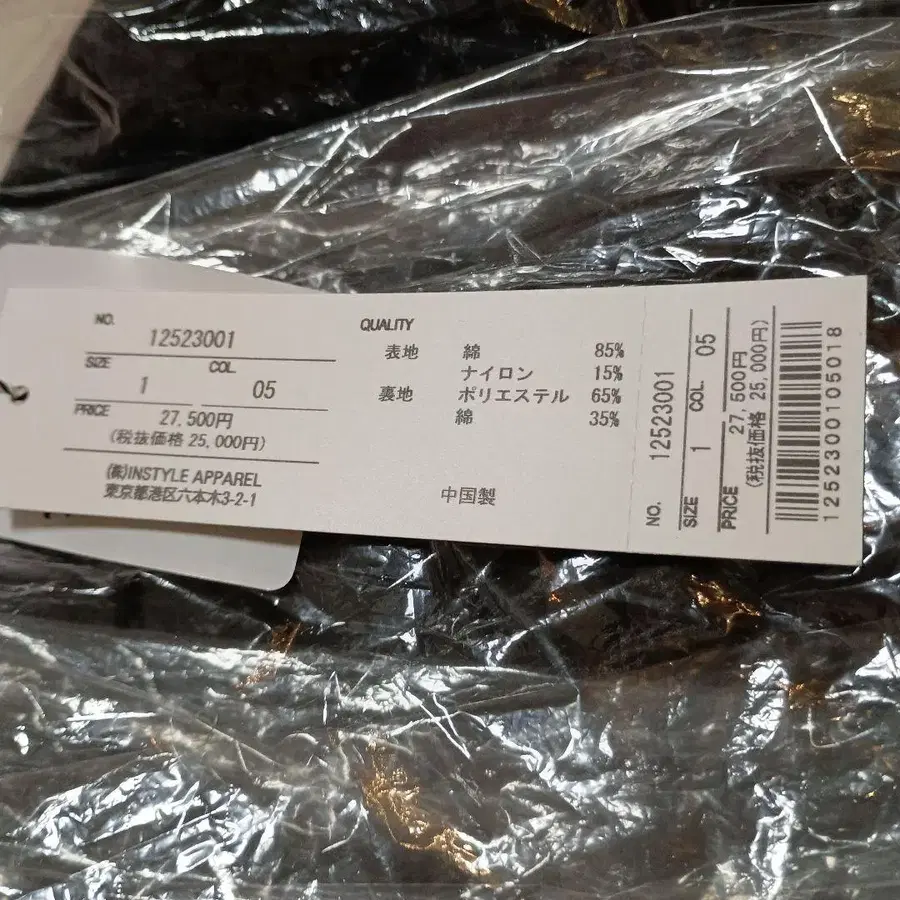 NO.
12523001
SIZE COL.
1 05
PRICE
27,500円
(税抜価格 25,000円)
(株)INSTYLE APPAREL
東京都港区六本木3-2-1
QUALITY
表地 綿 85%
ナイロン 15%
裏地 ポリエステル 65%
綿 35%
中国製
NO. 12523001
SIZE 1 COL. 05
PRICE 27,500円
(税抜価格 25,000円)
1252300105018